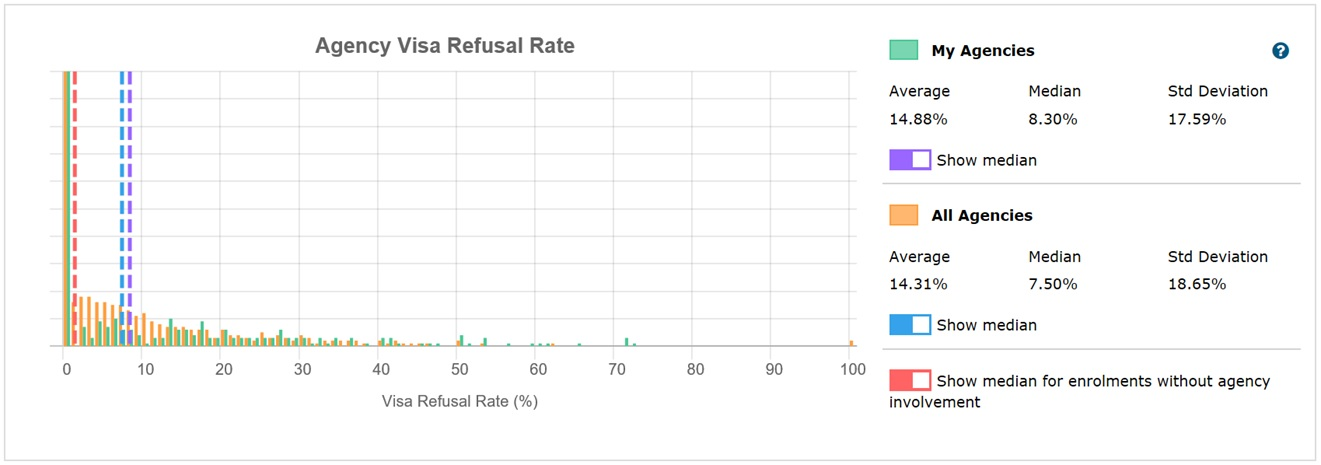 Agency Visa Refusal Rate
0 10 20 30 40 50 60 70 80 90 100
Visa Refusal Rate (%)
My Agencies
?
Average Median Std Deviation
14.88% 8.30% 17.59%
Show median
All Agencies
Average Median Std Deviation
14.31% 7.50% 18.65%
Show median
Show median for enrolments without agency
involvement